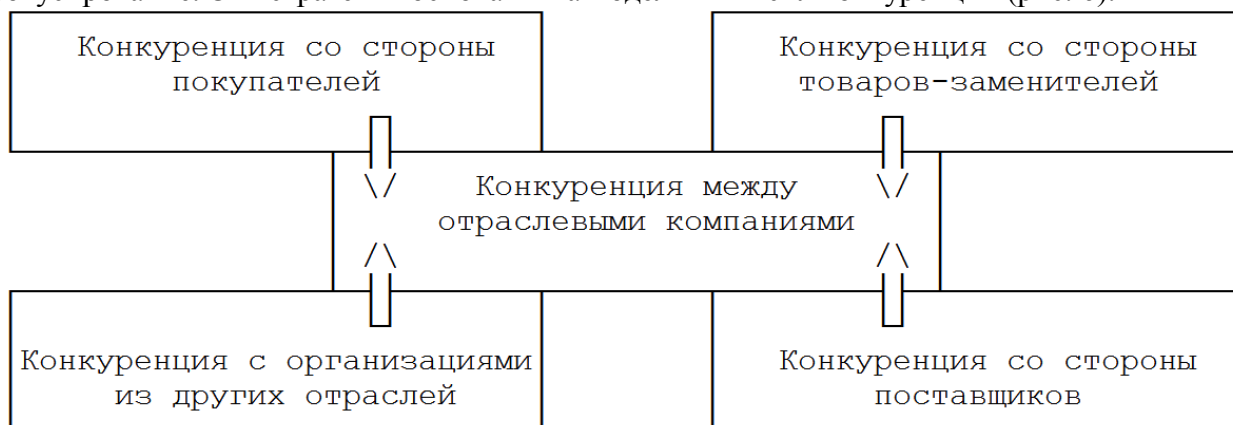 Конкуренция со стороны
покупателей
Конкуренция со стороны
товаров-заменителей
Конкуренция между
отраслевыми компаниями
Конкуренция с организациями
из других отраслей
Конкуренция со стороны
поставщиков